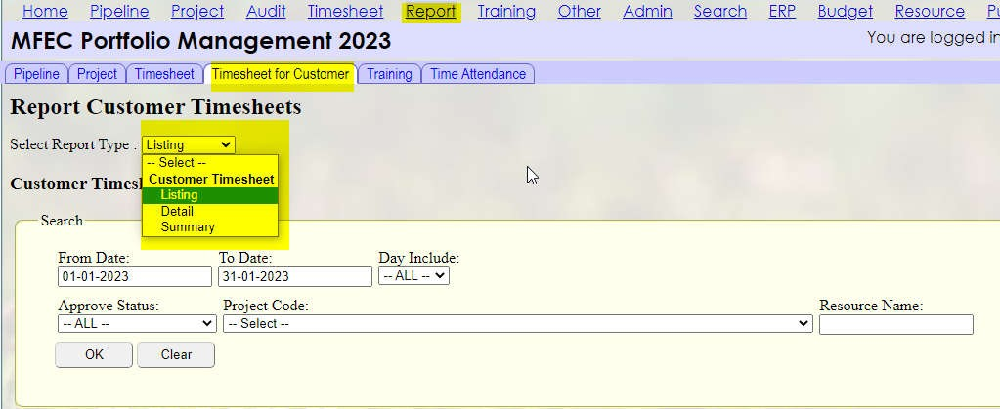 Home Pipeline Project Audit Timesheet Report Training Other Admin Search ERP Budget Resource
MFEC Portfolio Management 2023
You are logged in
Pipeline Project Timesheet Timesheet for Customer Training Time Attendance
Report Customer Timesheets
Select Report Type : Listing
-- Select --
Customer Timesheet
Listing
Detail
Summary
Customer
Search
From Date: To Date: Day Include:
01-01-2023 31-01-2023 -- ALL --
Approve Status: Project Code: Resource Name:
-- ALL -- -- Select --
OK Clear